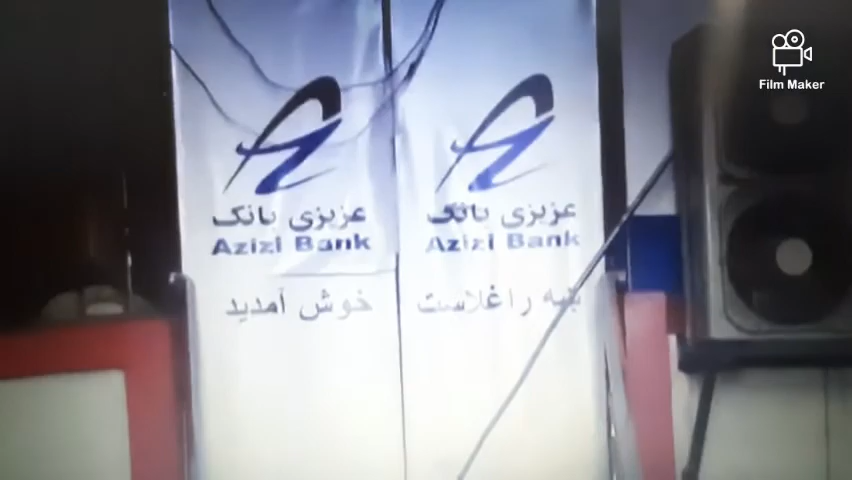 Film Maker
عزیزی بانک
Azizi Bank
خوش آمدید
عزیزی بانک
Azizi Bank
راغلاست